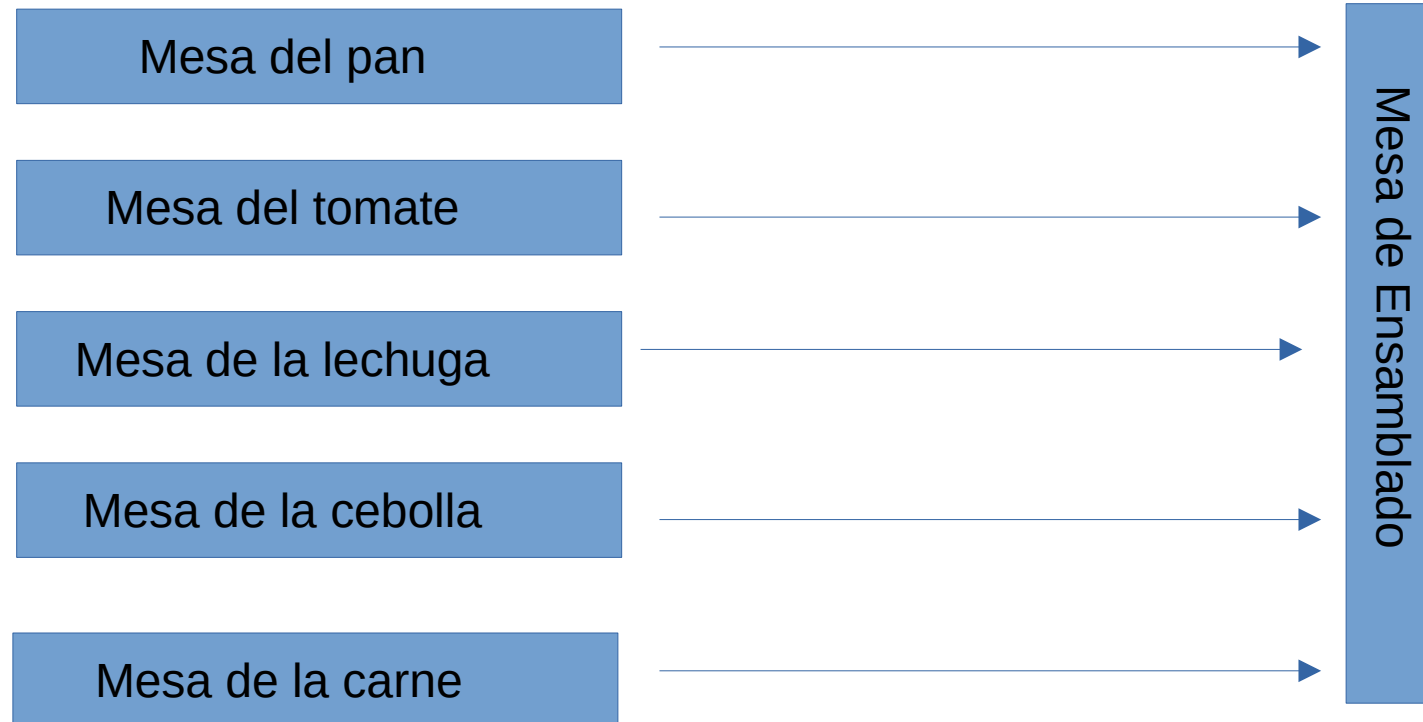 Mesa del pan
Mesa del tomate
Mesa de la lechuga
Mesa de la cebolla
Mesa de la carne
Mesa de Ensamblado